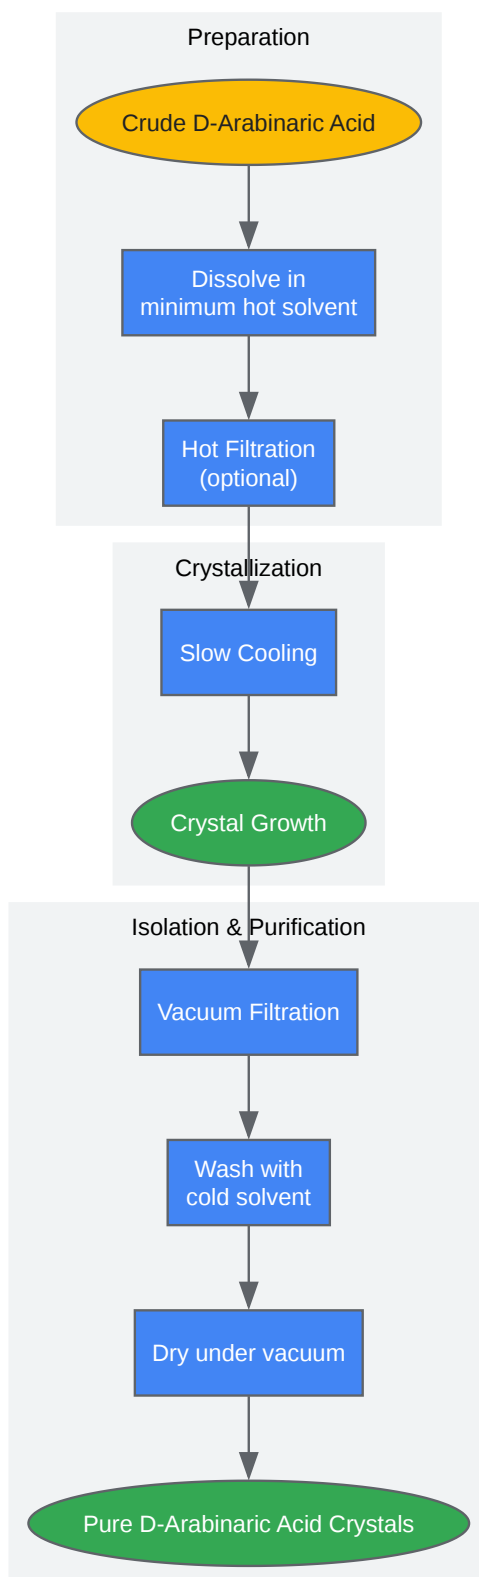 Preparation
Crude D-Arabinaric Acid
Dissolve in
minimum hot solvent
Hot Filtration
(optional)
Crystallization
Slow Cooling
Crystal Growth
Isolation & Purification
Vacuum Filtration
Wash with
cold solvent
Dry under vacuum
Pure D-Arabinaric Acid Crystals